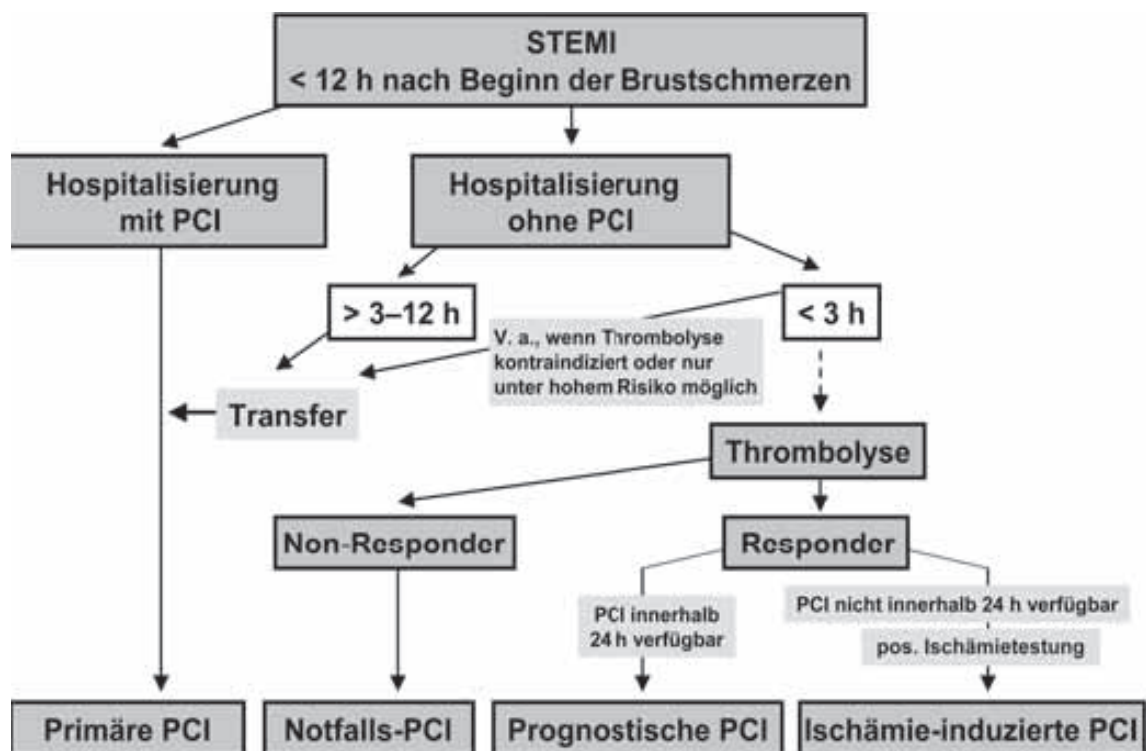 STEMI
< 12 h nach Beginn der Brustschmerzen
Hospitalisierung
mit PCI
Hospitalisierung
ohne PCI
> 3–12 h
< 3 h
V. a., wenn Thrombolyse
kontraindiziert oder nur
unter hohem Risiko möglich
Transfer
Thrombolyse
Non-Responder
Responder
PCI innerhalb
24 h verfügbar
PCI nicht innerhalb 24 h verfügbar
pos. Ischämietestung
Primäre PCI
Notfalls-PCI
Prognostische PCI
Ischämie-induzierte PCI